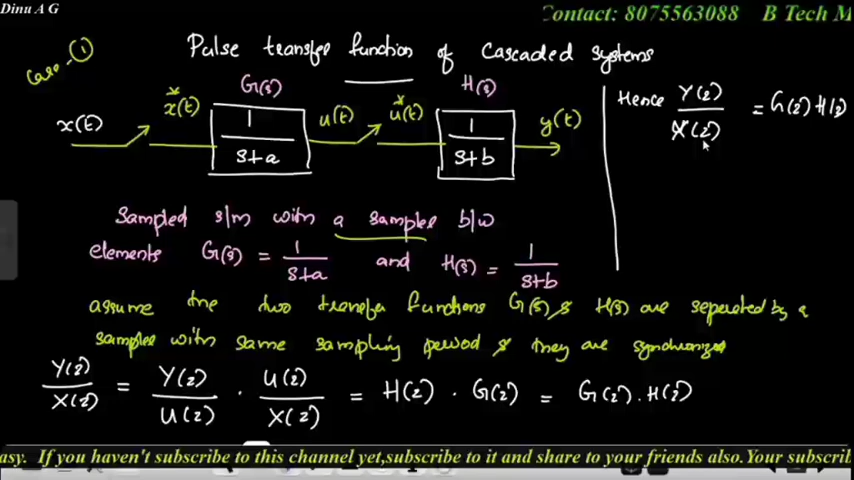 Dinu A G
Contact: 8075563088 B Tech M
Case-①
Pulse transfer function of Cascaded systems
G(s)
H(s)
x(t)
x*(t)
1
s+a
u(t)
u*(t)
1
s+b
y(t)
Hence Y(z)/X(z) = G(z) H(z)
Sampled s/m with a sampler b/w
elements G(s) = 1/(s+a) and H(s) = 1/(s+b)
assume the two transfer functions G(s) & H(s) are seperated by a
sampler with same sampling period & they are synchronized
Y(z)/X(z) = Y(z)/U(z) . U(z)/X(z) = H(z) . G(z) = G(z) . H(z)
easy. If you haven't subscribe to this channel yet,subscribe to it and share to your friends also.Your subscrib